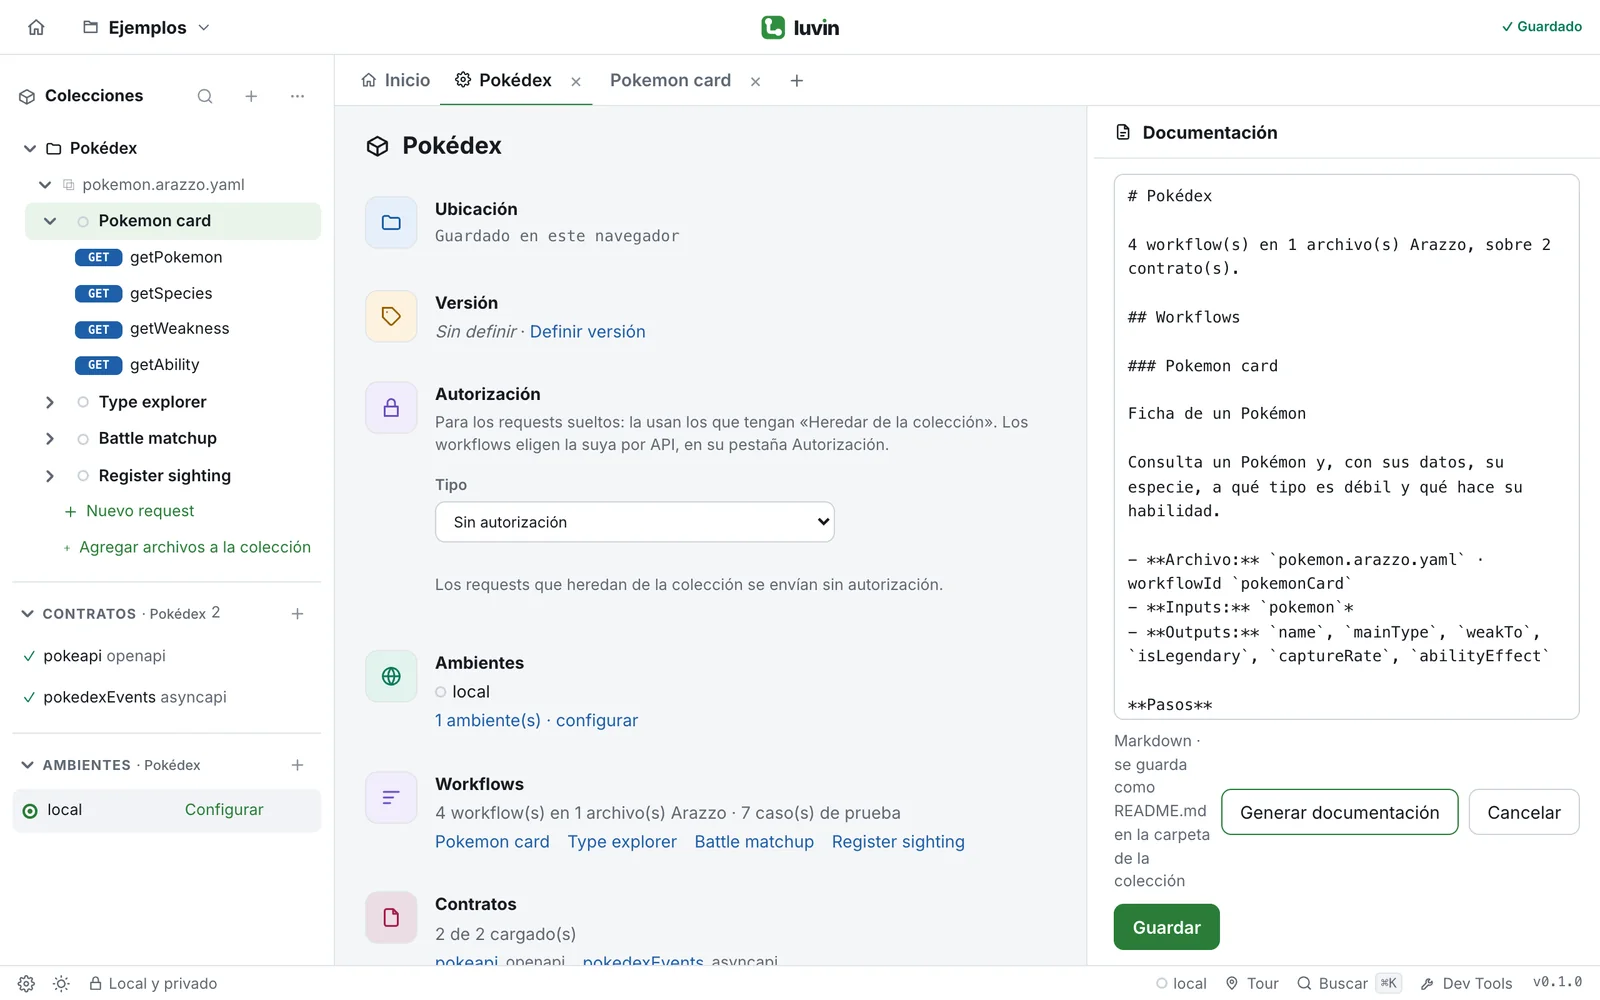 Ejemplos
luvin
Guardado
Colecciones
Inicio
Pokédex
Pokemon card
Pokédex
pokemon.arazzo.yaml
Pokemon card
GET getPokemon
GET getSpecies
GET getWeakness
GET getAbility
Type explorer
Battle matchup
Register sighting
+ Nuevo request
+ Agregar archivos a la colección
CONTRATOS · Pokédex 2
pokeapi openapi
pokedexEvents asyncapi
AMBIENTES · Pokédex
local Configurar
Pokédex
Ubicación
Guardado en este navegador
Versión
Sin definir · Definir versión
Autorización
Para los requests sueltos: la usan los que tengan «Heredar de la colección». Los
workflows eligen la suya por API, en su pestaña Autorización.
Tipo
Sin autorización
Los requests que heredan de la colección se envían sin autorización.
Ambientes
local
1 ambiente(s) · configurar
Workflows
4 workflow(s) en 1 archivo(s) Arazzo · 7 caso(s) de prueba
Pokemon card Type explorer Battle matchup Register sighting
Contratos
2 de 2 cargado(s)
pokeapi openapi pokedexEvents asyncapi
Documentación
# Pokédex
4 workflow(s) en 1 archivo(s) Arazzo, sobre 2
contrato(s).
## Workflows
### Pokemon card
Ficha de un Pokémon
Consulta un Pokémon y, con sus datos, su
especie, a qué tipo es débil y qué hace su
habilidad.
- **Archivo:** `pokemon.arazzo.yaml` ·
workflowId `pokemonCard`
- **Inputs:** `pokemon`*
- **Outputs:** `name`, `mainType`, `weakTo`,
`isLegendary`, `captureRate`, `abilityEffect`
**Pasos**
Markdown ·
se guarda
como
README.md
en la carpeta
de la
colección
Generar documentación
Cancelar
Guardar
Local y privado
local
Tour
Buscar ⌘K
Dev Tools
v0.1.0